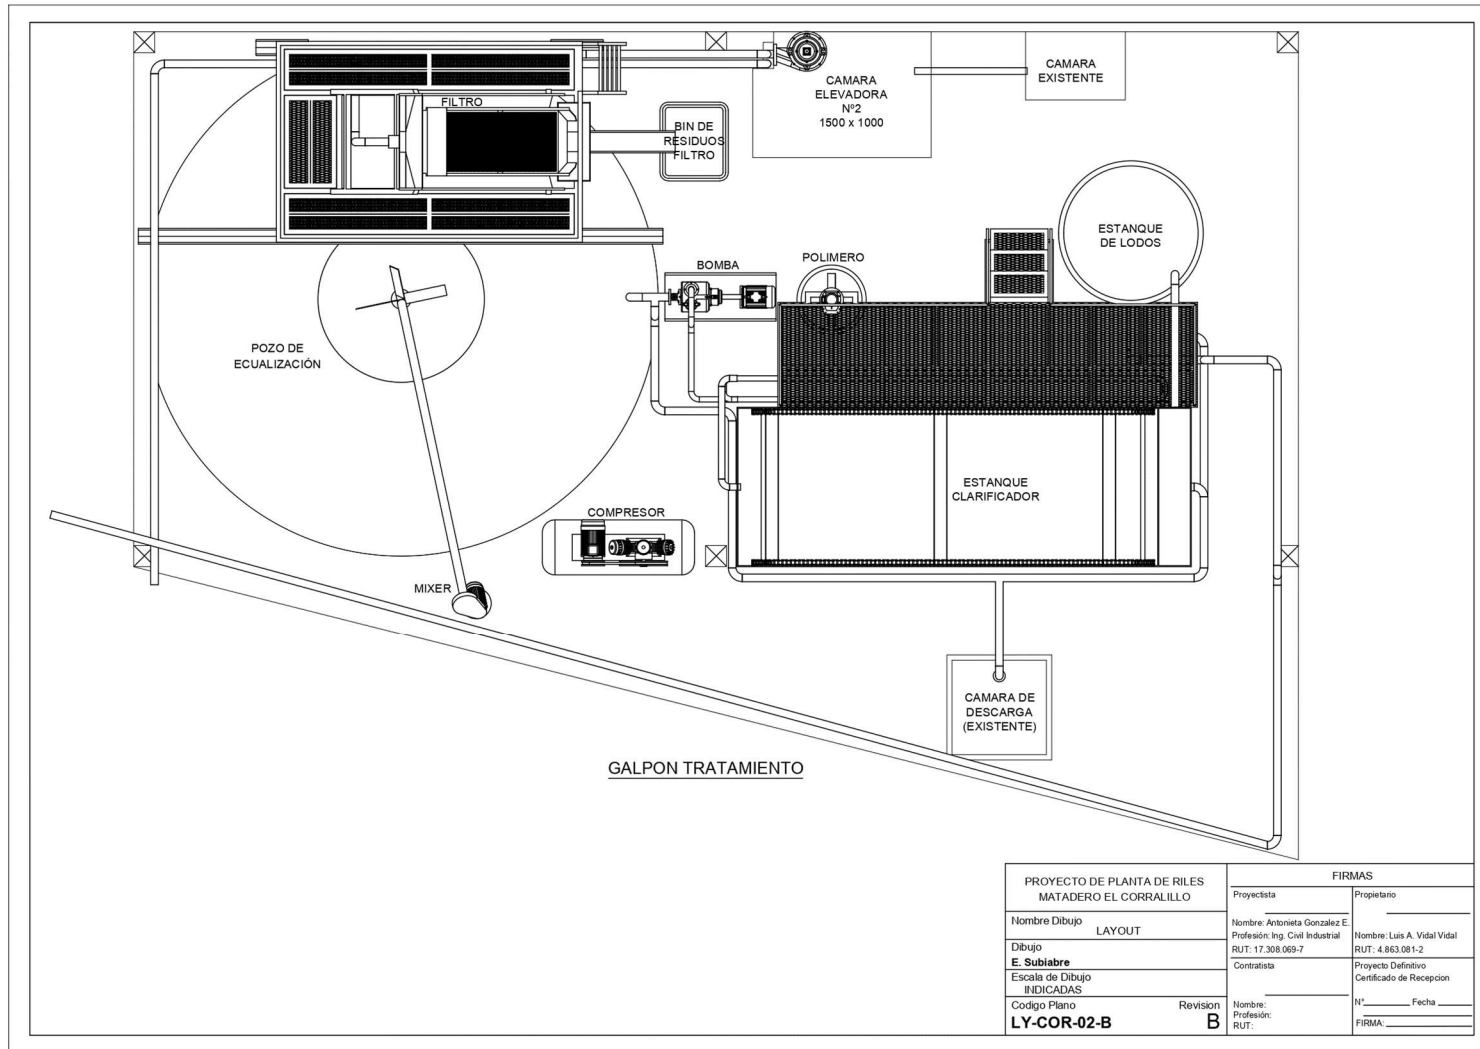 CAMARA
ELEVADORA
Nº2
1500 x 1000
CAMARA
EXISTENTE
FILTRO
BIN DE
RESIDUOS
FILTRO
ESTANQUE
DE LODOS
BOMBA
POLIMERO
POZO DE
ECUALIZACIÓN
ESTANQUE
CLARIFICADOR
COMPRESOR
MIXER
CAMARA DE
DESCARGA
(EXISTENTE)
GALPON TRATAMIENTO
PROYECTO DE PLANTA DE RILES
MATADERO EL CORRALILLO
Nombre Dibujo
LAYOUT
Dibujo
E. Subiabre
Escala de Dibujo
INDICADAS
Codigo Plano Revision
LY-COR-02-B B
FIRMAS
Proyectista
Nombre: Antonieta Gonzalez E.
Profesión: Ing. Civil Industrial
RUT: 17.308.069-7
Propietario
Nombre: Luis A. Vidal Vidal
RUT: 4.863.081-2
Contratista
Nombre:
Profesión:
RUT:
Proyecto Definitivo
Certificado de Recepcion
N° Fecha
FIRMA: